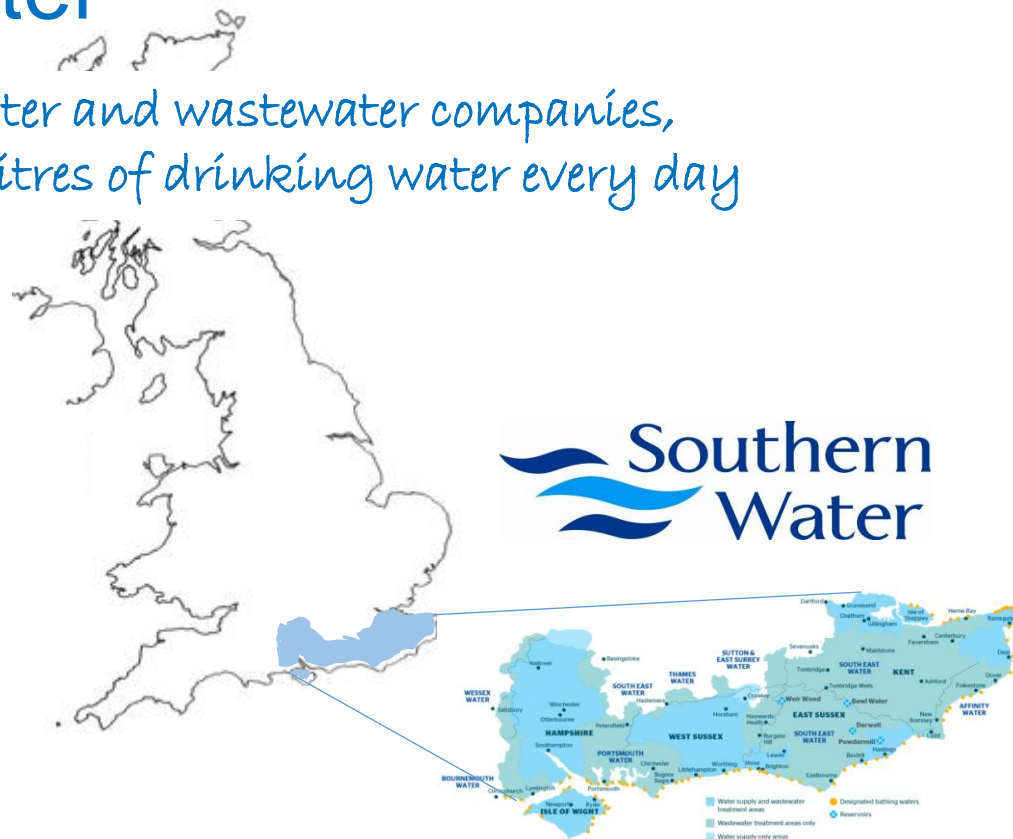 ter
ter and wastewater companies,
itres of drinking water every day
Southern
Water
Dartford
Gravesend
Chatham
Gillingham
Isle of
Sheppey
Herne Bay
Ramsgate
Faversham
Canterbury
Sevenoaks
Maidstone
Deal
Andover
Basingstoke
SUTTON &
EAST SURREY
WATER
THAMES
WATER
SOUTH EAST
WATER
Tonbridge
SOUTH EAST
WATER
KENT
Ashford
Dover
Folkestone
WESSEX
WATER
Salisbury
Winchester
Otterbourne
Haslemere
Crawley
Weir Wood
Tonbridge Wells
Bewl Water
AFFINITY
WATER
Petersfield
Horsham
Haywards
Heath
EAST SUSSEX
Darwell
New
Romney
Lydd
HAMPSHIRE
WEST SUSSEX
Burgess
Hill
SOUTH EAST
WATER
Powdermill
Southampton
PORTSMOUTH
WATER
Lewes
Hastings
Bexhill
Chichester
Bognor
Regis
Littlehampton
Worthing
Hove
Brighton
Eastbourne
BOURNEMOUTH
WATER
Christchurch
Lymington
Portsmouth
Newport
Ryde
ISLE OF WIGHT
Water supply and wastewater
treatment areas
Designated bathing waters
Reservoirs
Wastewater treatment areas only
Water supply only areas